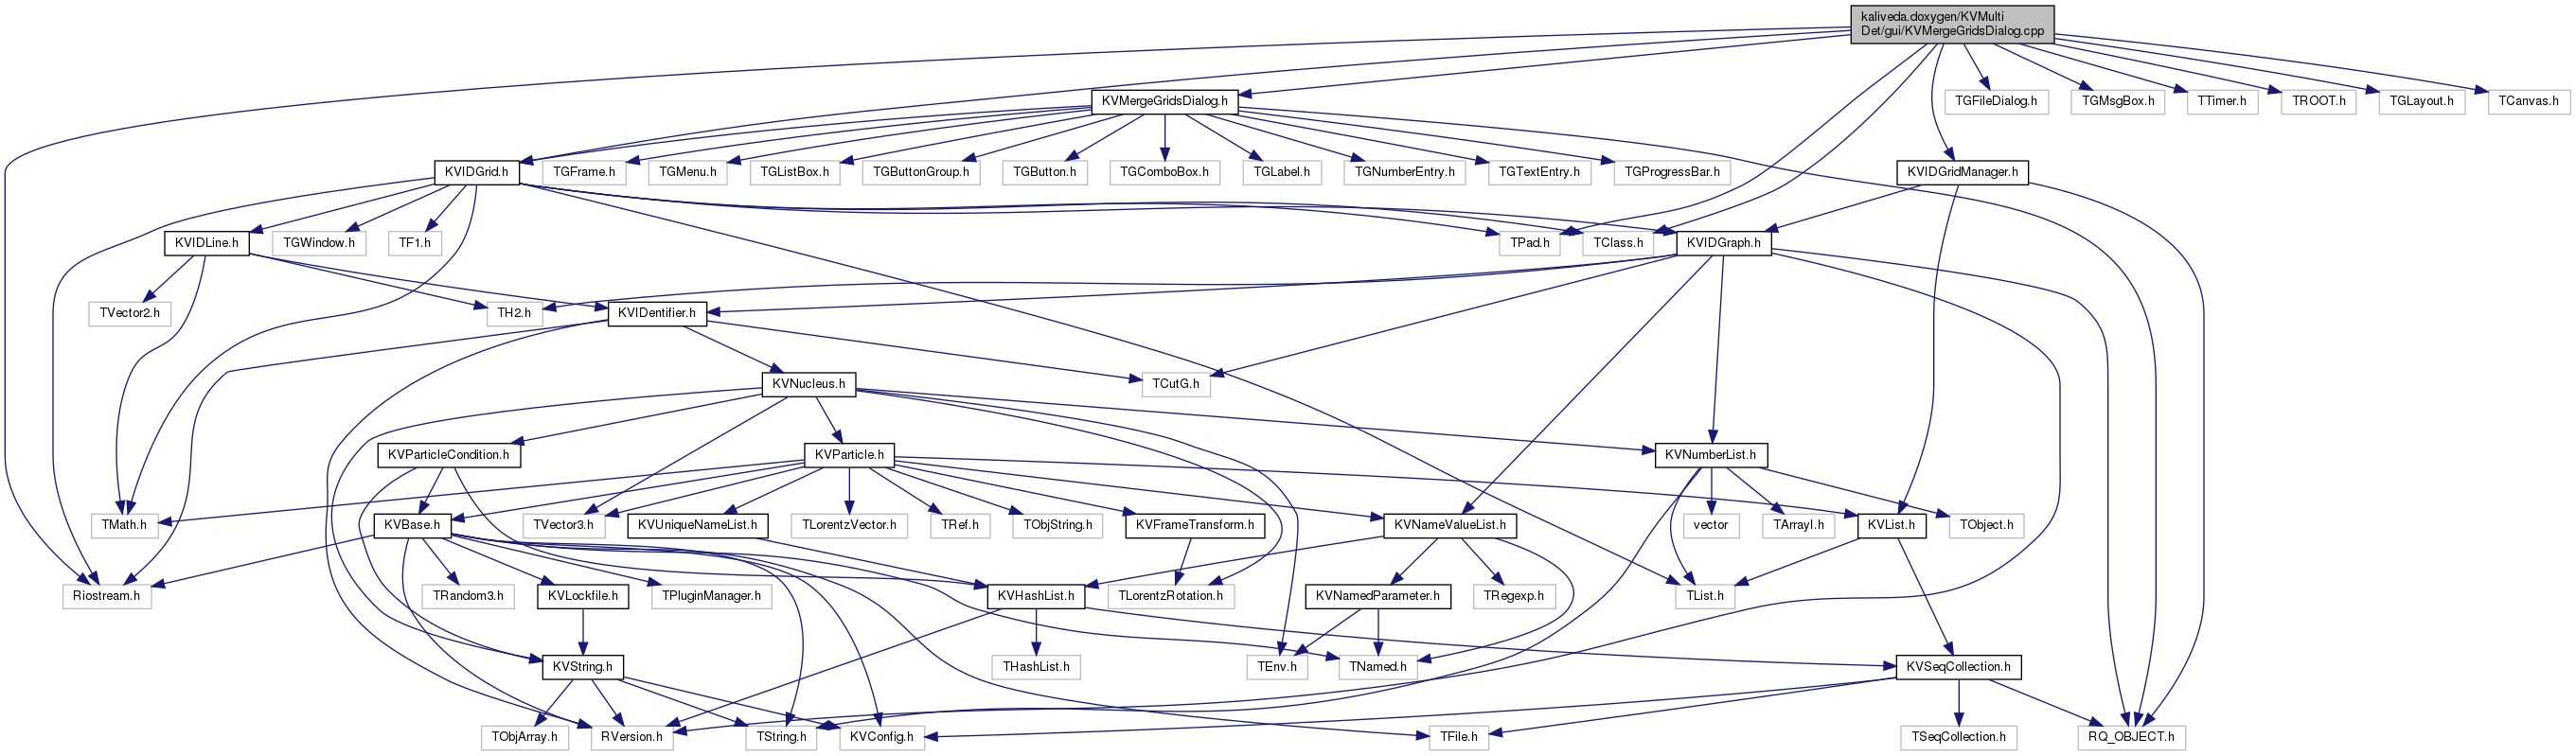 kaliveda.doxygen/KVMulti
Det/gui/KVMergeGridsDialog.cpp
KVMergeGridsDialog.h
TGFileDialog.h
TGMsgBox.h
TTimer.h
TROOT.h
TGLayout.h
TCanvas.h
KVIDGrid.h
TGFrame.h
TGMenu.h
TGListBox.h
TGButtonGroup.h
TGButton.h
TGComboBox.h
TGLabel.h
TGNumberEntry.h
TGTextEntry.h
TGProgressBar.h
KVIDGridManager.h
KVIDLine.h
TGWindow.h
TF1.h
TPad.h
TClass.h
KVIDGraph.h
TVector2.h
TH2.h
KVIDentifier.h
KVNucleus.h
TCutG.h
KVParticleCondition.h
KVParticle.h
KVNumberList.h
TMath.h
KVBase.h
TVector3.h
KVUniqueNameList.h
TLorentzVector.h
TRef.h
TObjString.h
KVFrameTransform.h
KVNameValueList.h
vector
TArrayI.h
KVList.h
TObject.h
Riostream.h
TRandom3.h
KVLockfile.h
TPluginManager.h
KVHashList.h
TLorentzRotation.h
KVNamedParameter.h
TRegexp.h
TList.h
KVString.h
THashList.h
TEnv.h
TNamed.h
KVSeqCollection.h
TObjArray.h
RVersion.h
TString.h
KVConfig.h
TFile.h
TSeqCollection.h
RQ_OBJECT.h